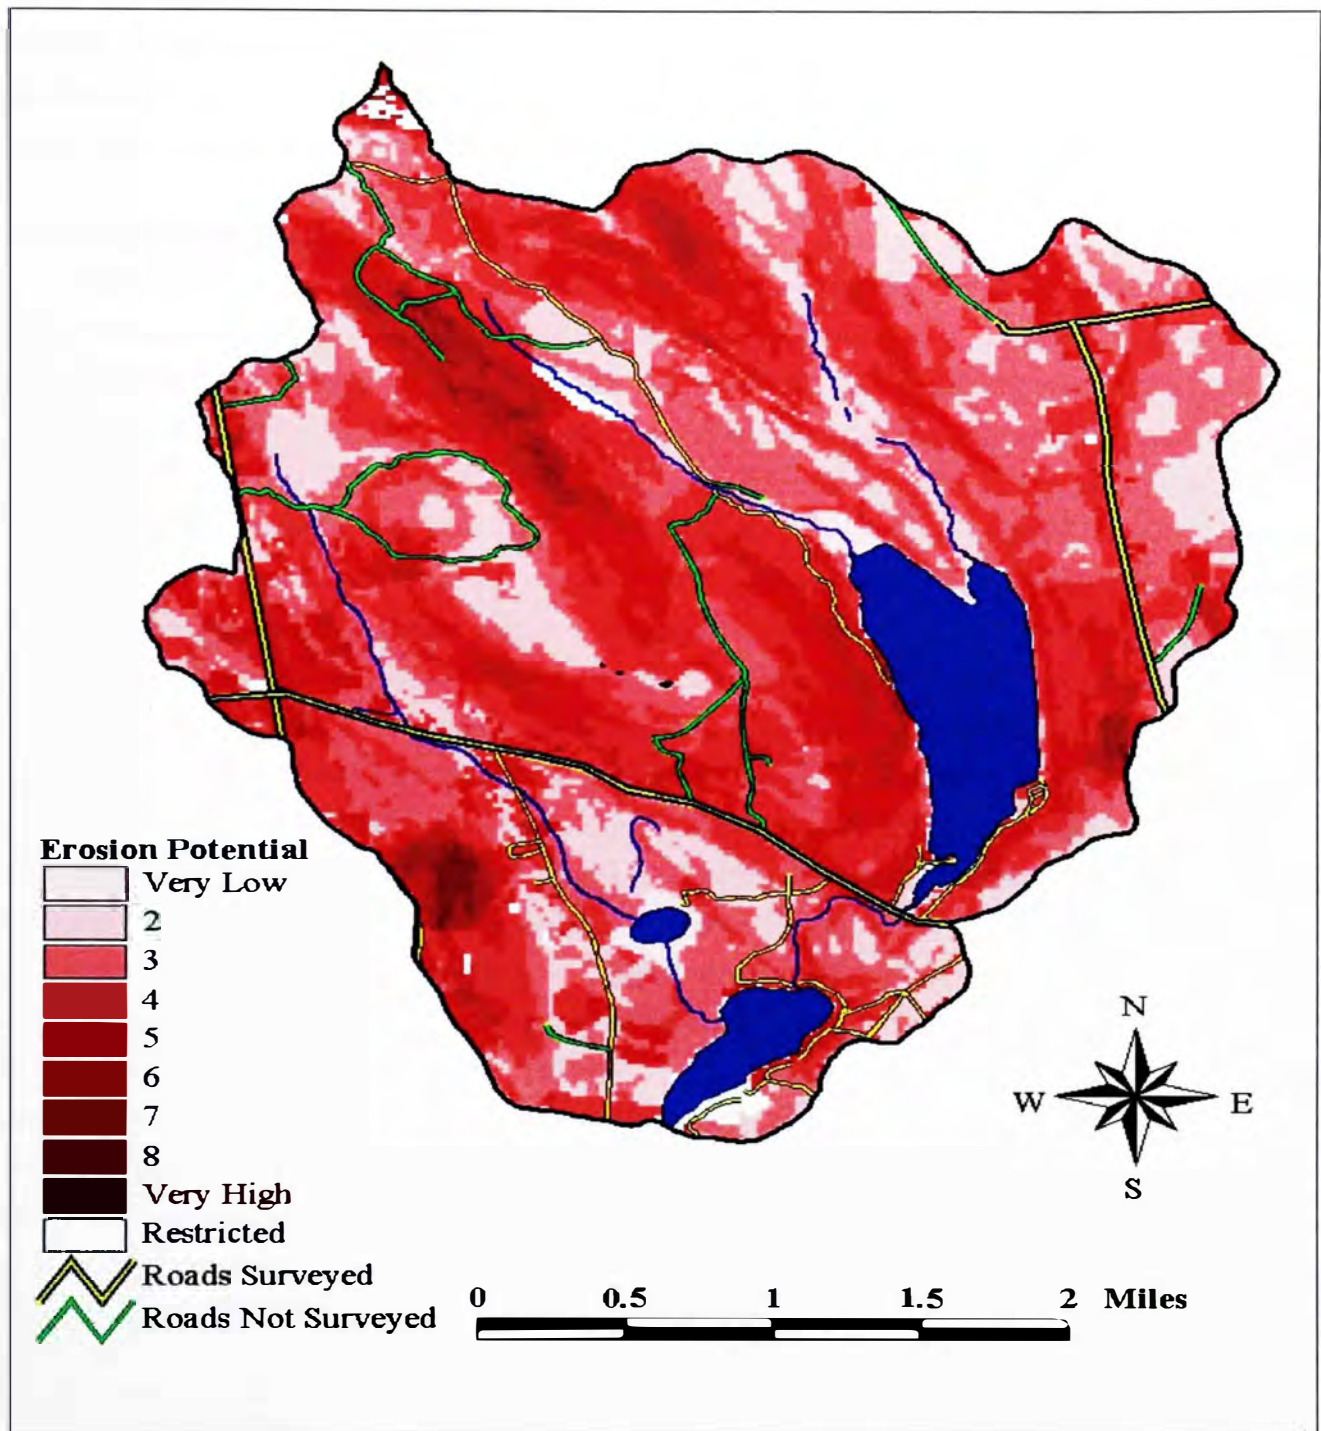 Erosion Potential
Very Low
2
3
4
5
6
7
8
Very High
Restricted
Roads Surveyed
Roads Not Surveyed
0 0.5 1 1.5 2 Miles
N
W E
S